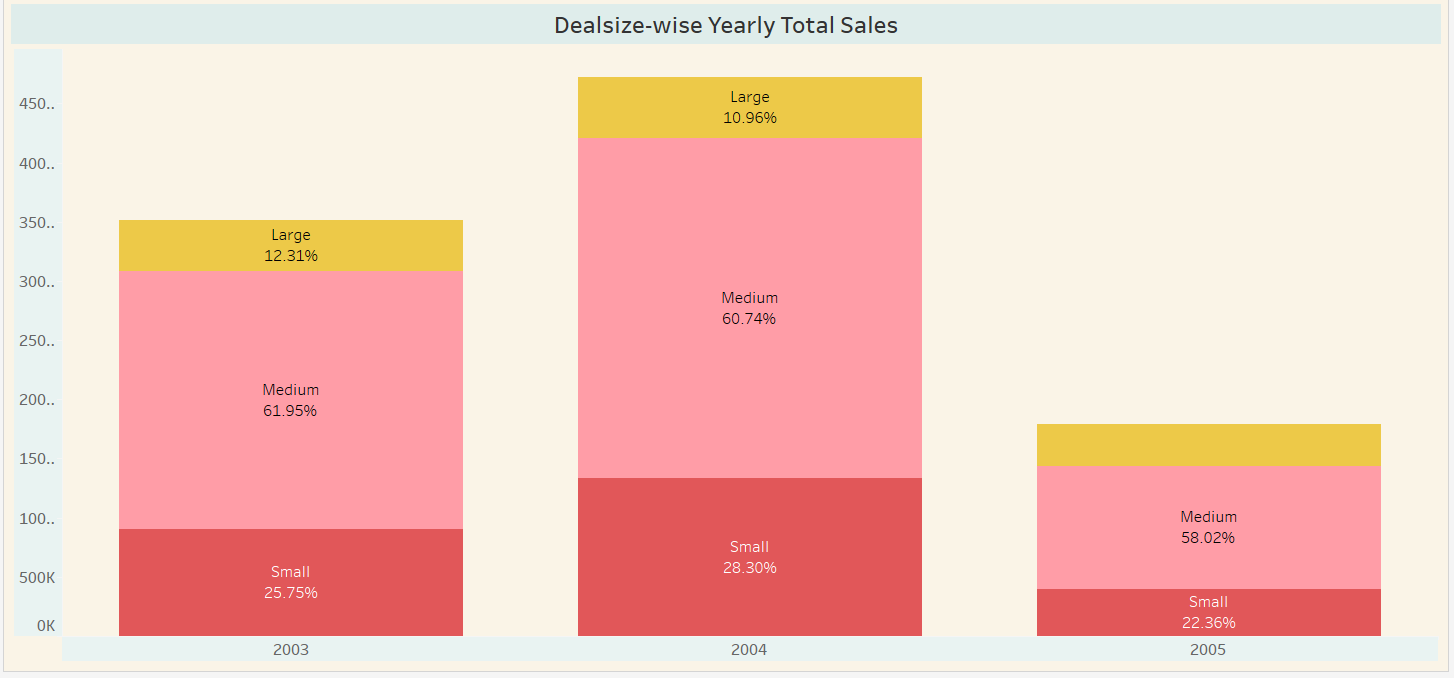 Dealsize-wise Yearly Total Sales
450..
400..
350..
300..
250..
200..
150..
100..
500K
0K
Large
12.31%
Medium
61.95%
Small
25.75%
Large
10.96%
Medium
60.74%
Small
28.30%
Medium
58.02%
Small
22.36%
2003
2004
2005